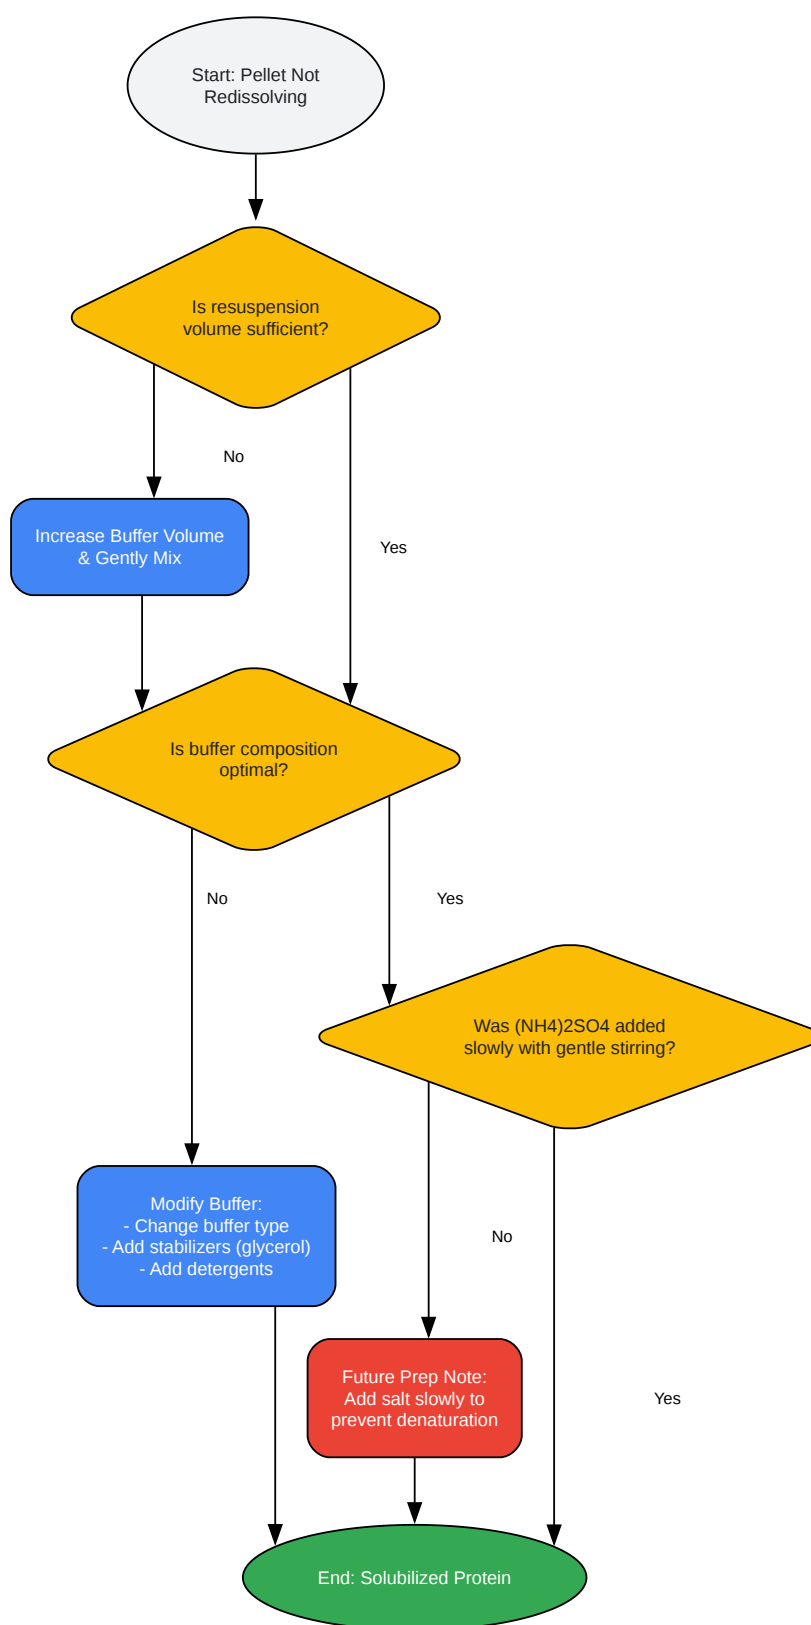 Start: Pellet Not
Redissolving
Is resuspension
volume sufficient?
No
Increase Buffer Volume
& Gently Mix
Yes
Is buffer composition
optimal?
No
Yes
Was (NH4)2SO4 added
slowly with gentle stirring?
Modify Buffer:
- Change buffer type
- Add stabilizers (glycerol)
- Add detergents
No
Future Prep Note:
Add salt slowly to
prevent denaturation
Yes
End: Solubilized Protein